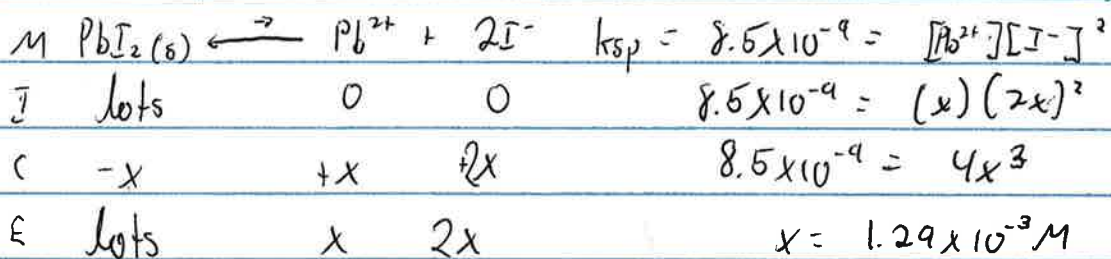 M PbI₂(s) ⇌ Pb²⁺ + 2I⁻ ksp = 8.5x10⁻⁹ = [Pb²⁺][I⁻]²
I lots 0 0 8.5x10⁻⁹ = (x)(2x)²
C -x +x +2x 8.5x10⁻⁹ = 4x³
E lots x 2x x = 1.29x10⁻³ M